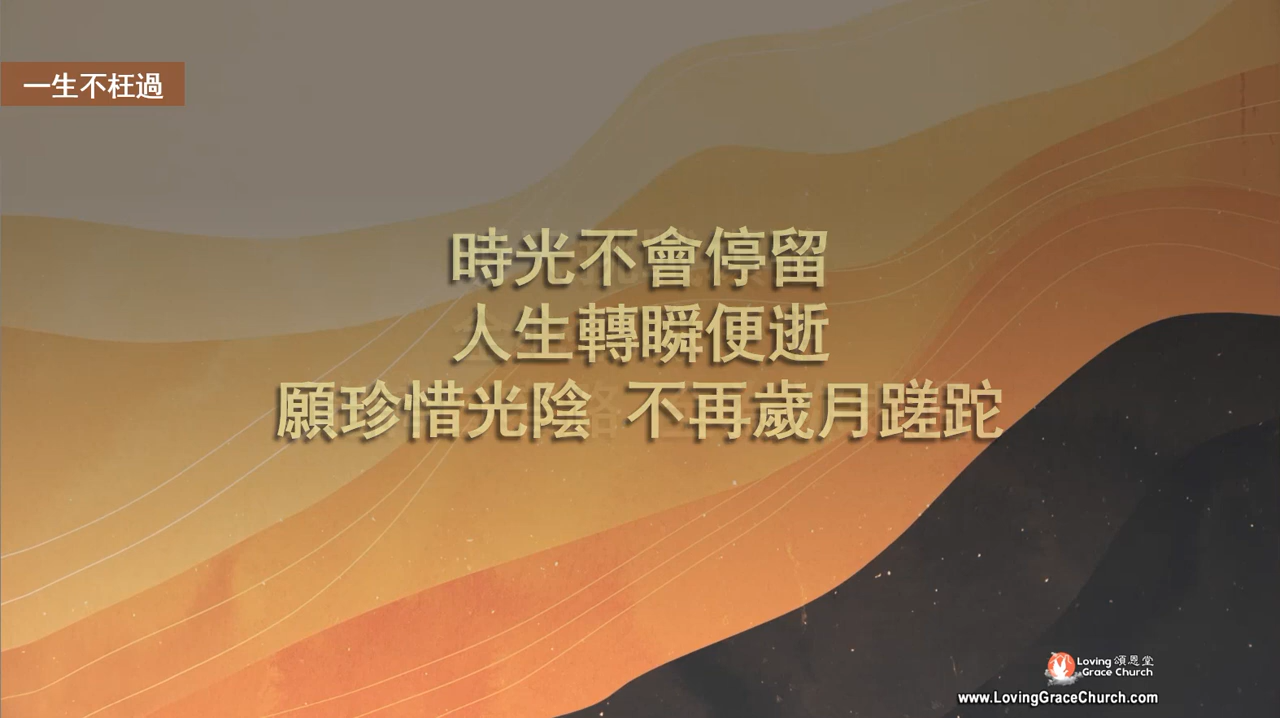 一生不枉過
時光不會停留
人生轉瞬便逝
願珍惜光陰 不再歲月蹉跎
Loving 頌恩堂
Grace Church
www.LovingGraceChurch.com